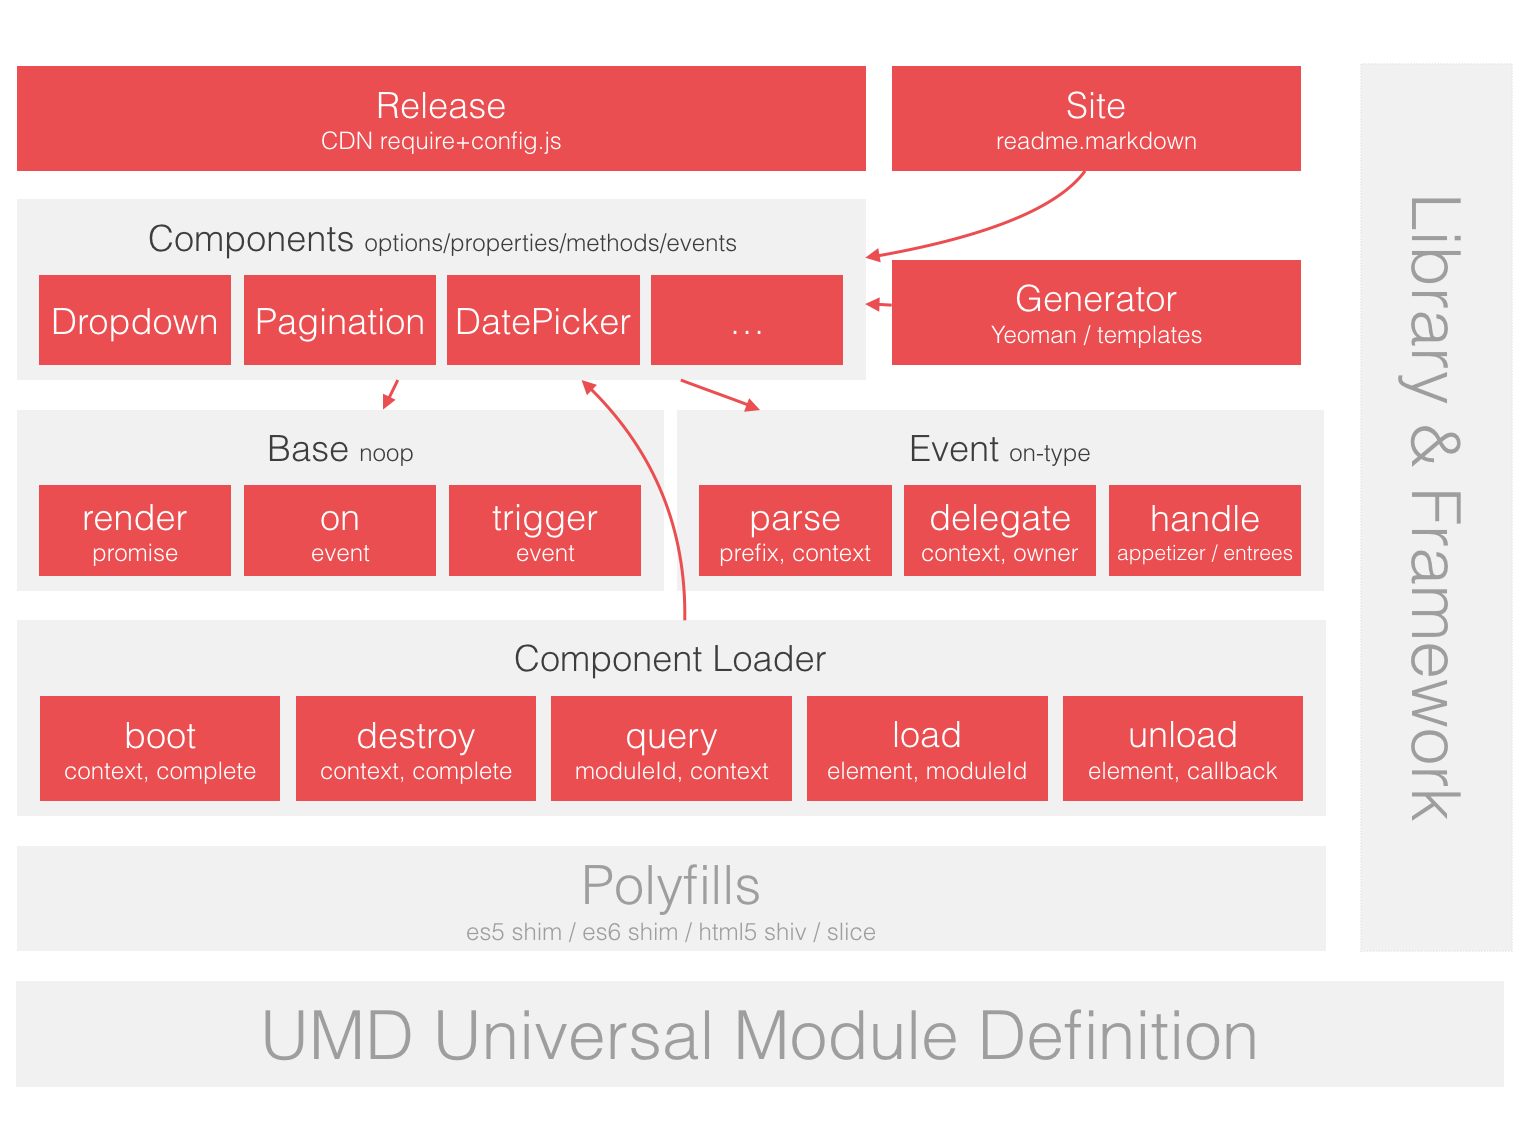 Release
CDN require+config.js
Site
readme.markdown
Components options/properties/methods/events
Dropdown
Pagination
DatePicker
...
Generator
Yeoman / templates
Base noop
render
promise
on
event
trigger
event
Event on-type
parse
prefix, context
delegate
context, owner
handle
appetizer / entrees
Component Loader
boot
context, complete
destroy
context, complete
query
moduleId, context
load
element, moduleId
unload
element, callback
Polyfills
es5 shim / es6 shim / html5 shiv / slice
Library & Framework
UMD Universal Module Definition